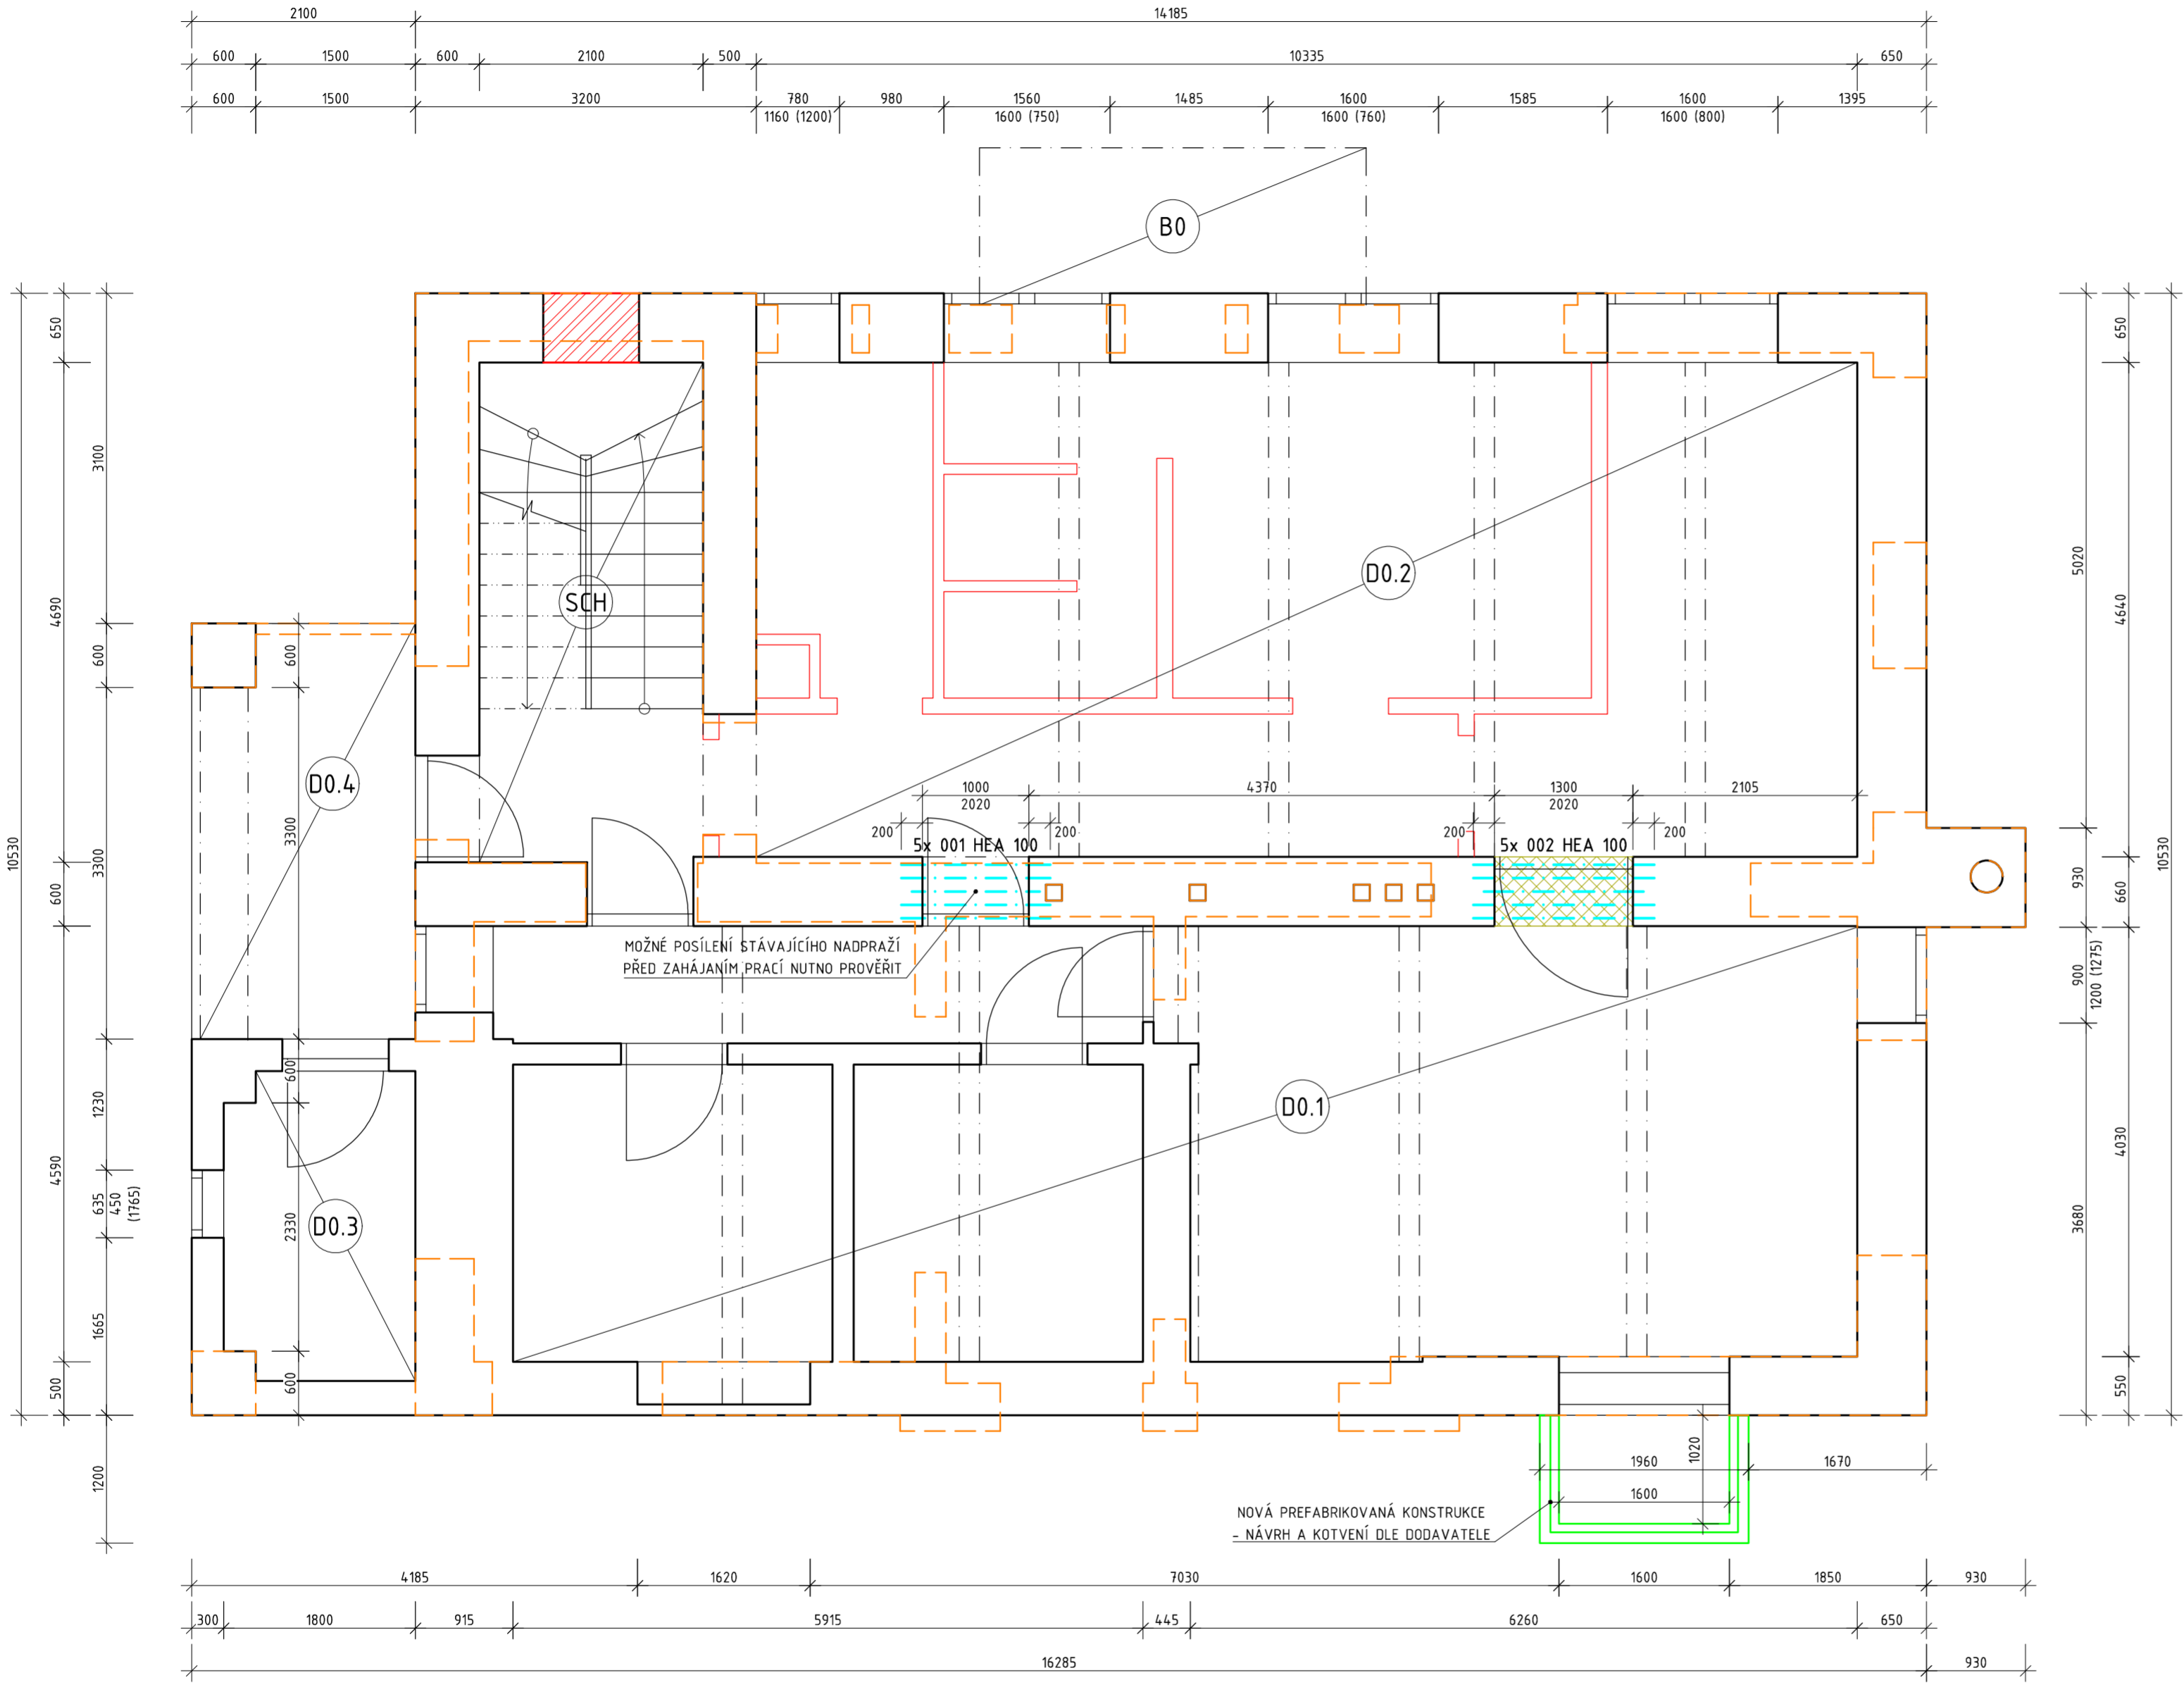 2100 14185
600 1500 600 2100 500 10335 650
600 1500 3200 780 980 1560 1485 1600 1585 1600 1395
1160 (1200) 1600 (750) 1600 (760) 1600 (800)
B0
650
3100
4690
600
10530
3300
600
1230
4590
635
450
(1765)
1665
500
1200
600
3300
600
2330
600
SCH
D0.2
D0.4
1000 4370 1300 2105
2020 2020
200 200 200 200
5x 001 HEA 100 5x 002 HEA 100
MOŽNÉ POSÍLENÍ STÁVAJÍCÍHO NADPRAŽÍ
PŘED ZAHÁJANÍM PRACÍ NUTNO PROVĚŘIT
D0.1
D0.3
650
5020
4640
10530
930
660
900
1200 (1275)
3680
4030
550
1020
1960 1670
1600
NOVÁ PREFABRIKOVANÁ KONSTRUKCE
- NÁVRH A KOTVENÍ DLE DODAVATELE
4185 1620 7030 1600 1850 930
300 1800 915 5915 445 6260 650
16285 930